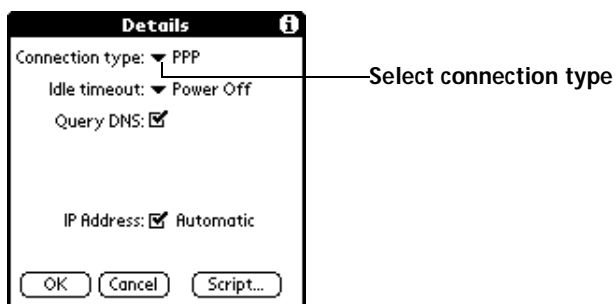 Details
Connection type: PPP
Select connection type
Idle timeout: Power Off
Query DNS:
IP Address: Automatic
OK Cancel Script...